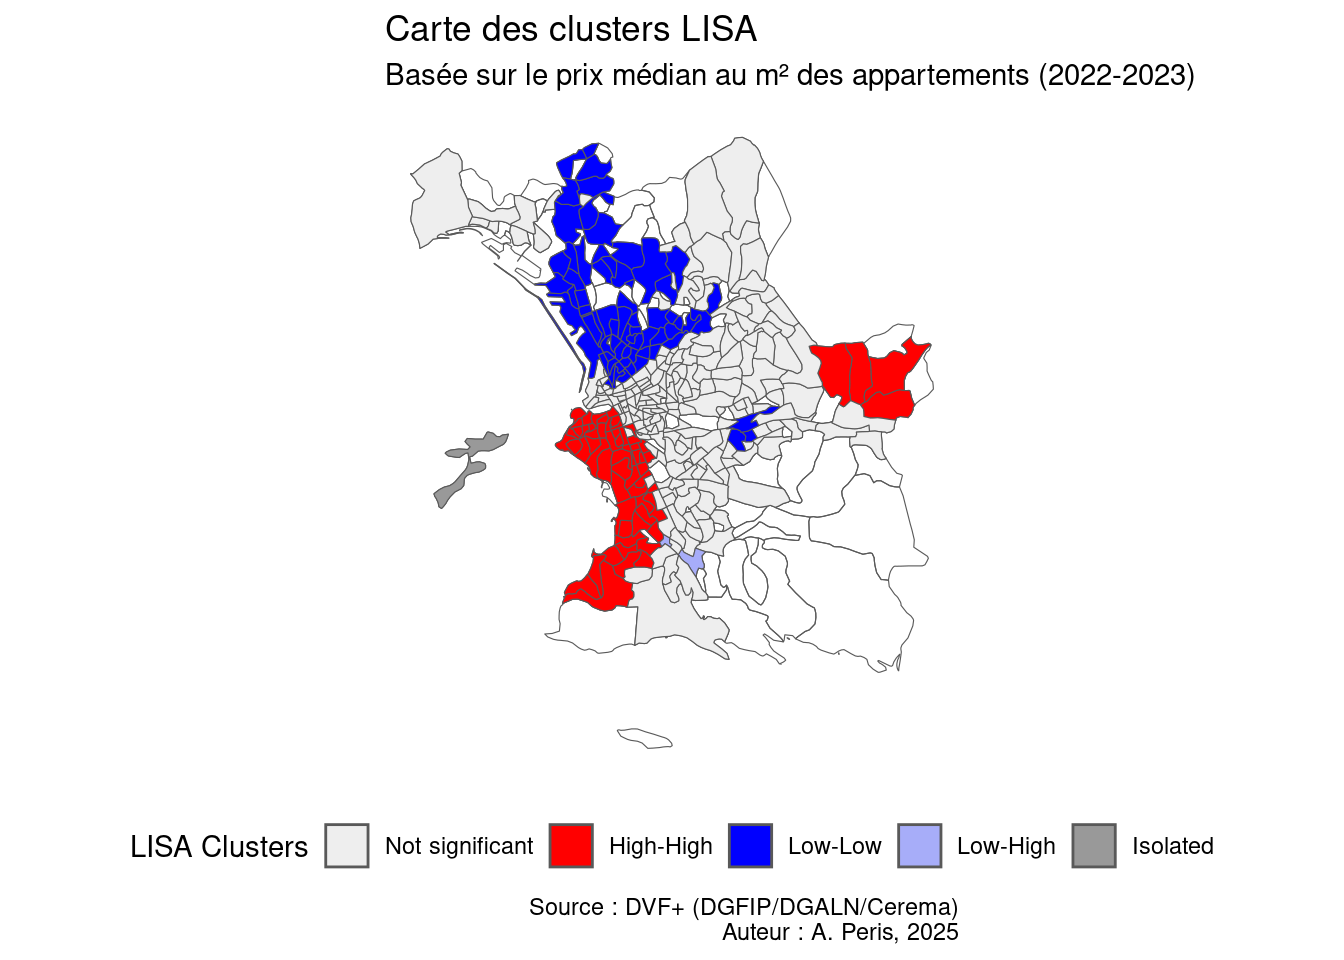 Carte des clusters LISA
Basée sur le prix médian au m² des appartements (2022-2023)
LISA Clusters Not significant High-High Low-Low Low-High Isolated
Source : DVF+ (DGFIP/DGALN/Cerema)
Auteur : A. Peris, 2025